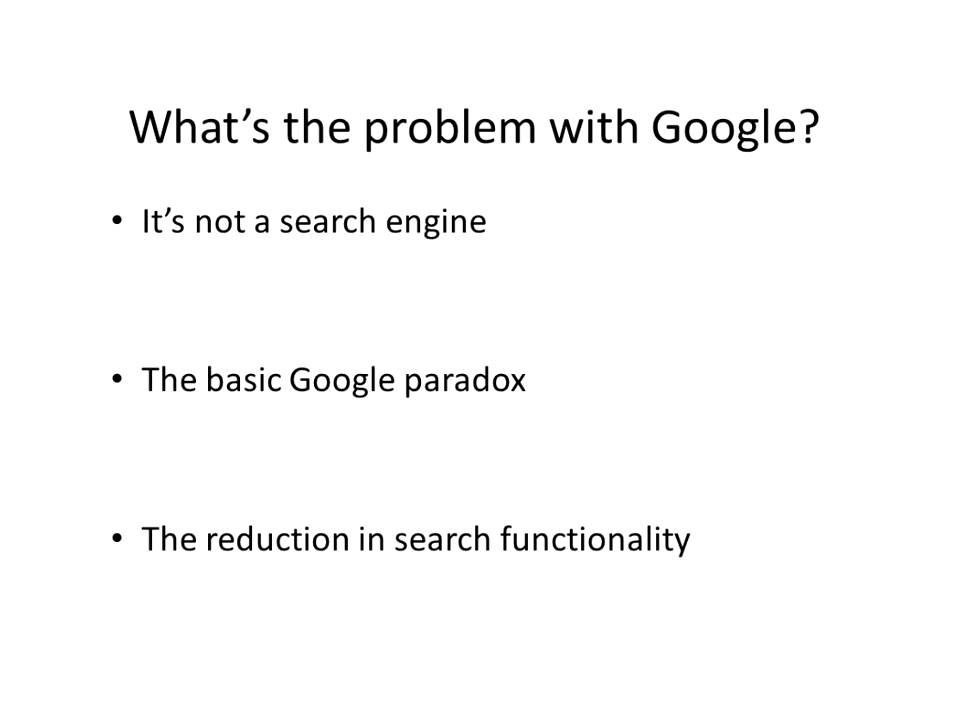 What’s the problem with Google?
• It’s not a search engine
• The basic Google paradox
• The reduction in search functionality